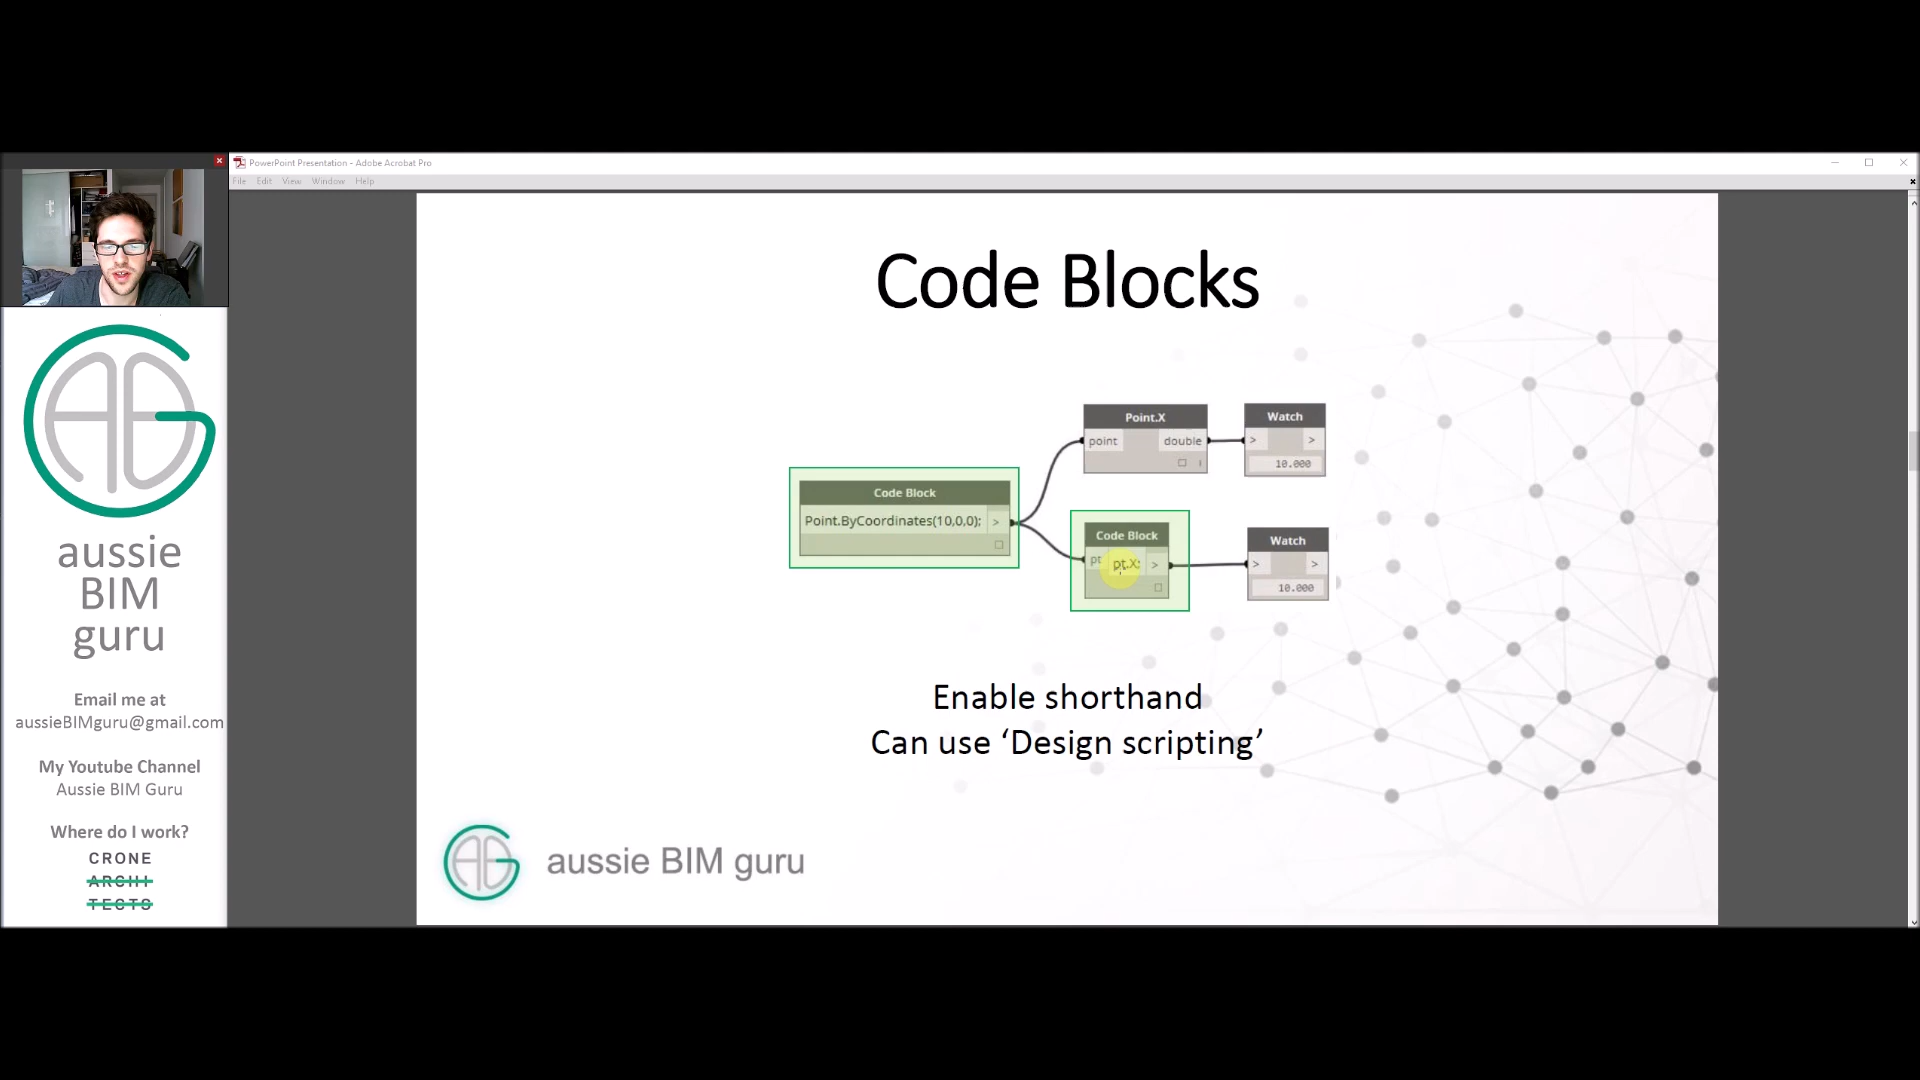 PowerPoint Presentation - Adobe Acrobat Pro
File Edit View Window Help
aussie
BIM
guru
Email me at
aussieBIMguru@gmail.com
My Youtube Channel
Aussie BIM Guru
Where do I work?
CRONE
ARCHI
TECTS
Code Blocks
Point.X
point double
Watch
> >
10.000
Code Block
Point.ByCoordinates(10,0,0); >
Code Block
pt pt.X; >
Watch
> >
10.000
Enable shorthand
Can use ‘Design scripting’
aussie BIM guru